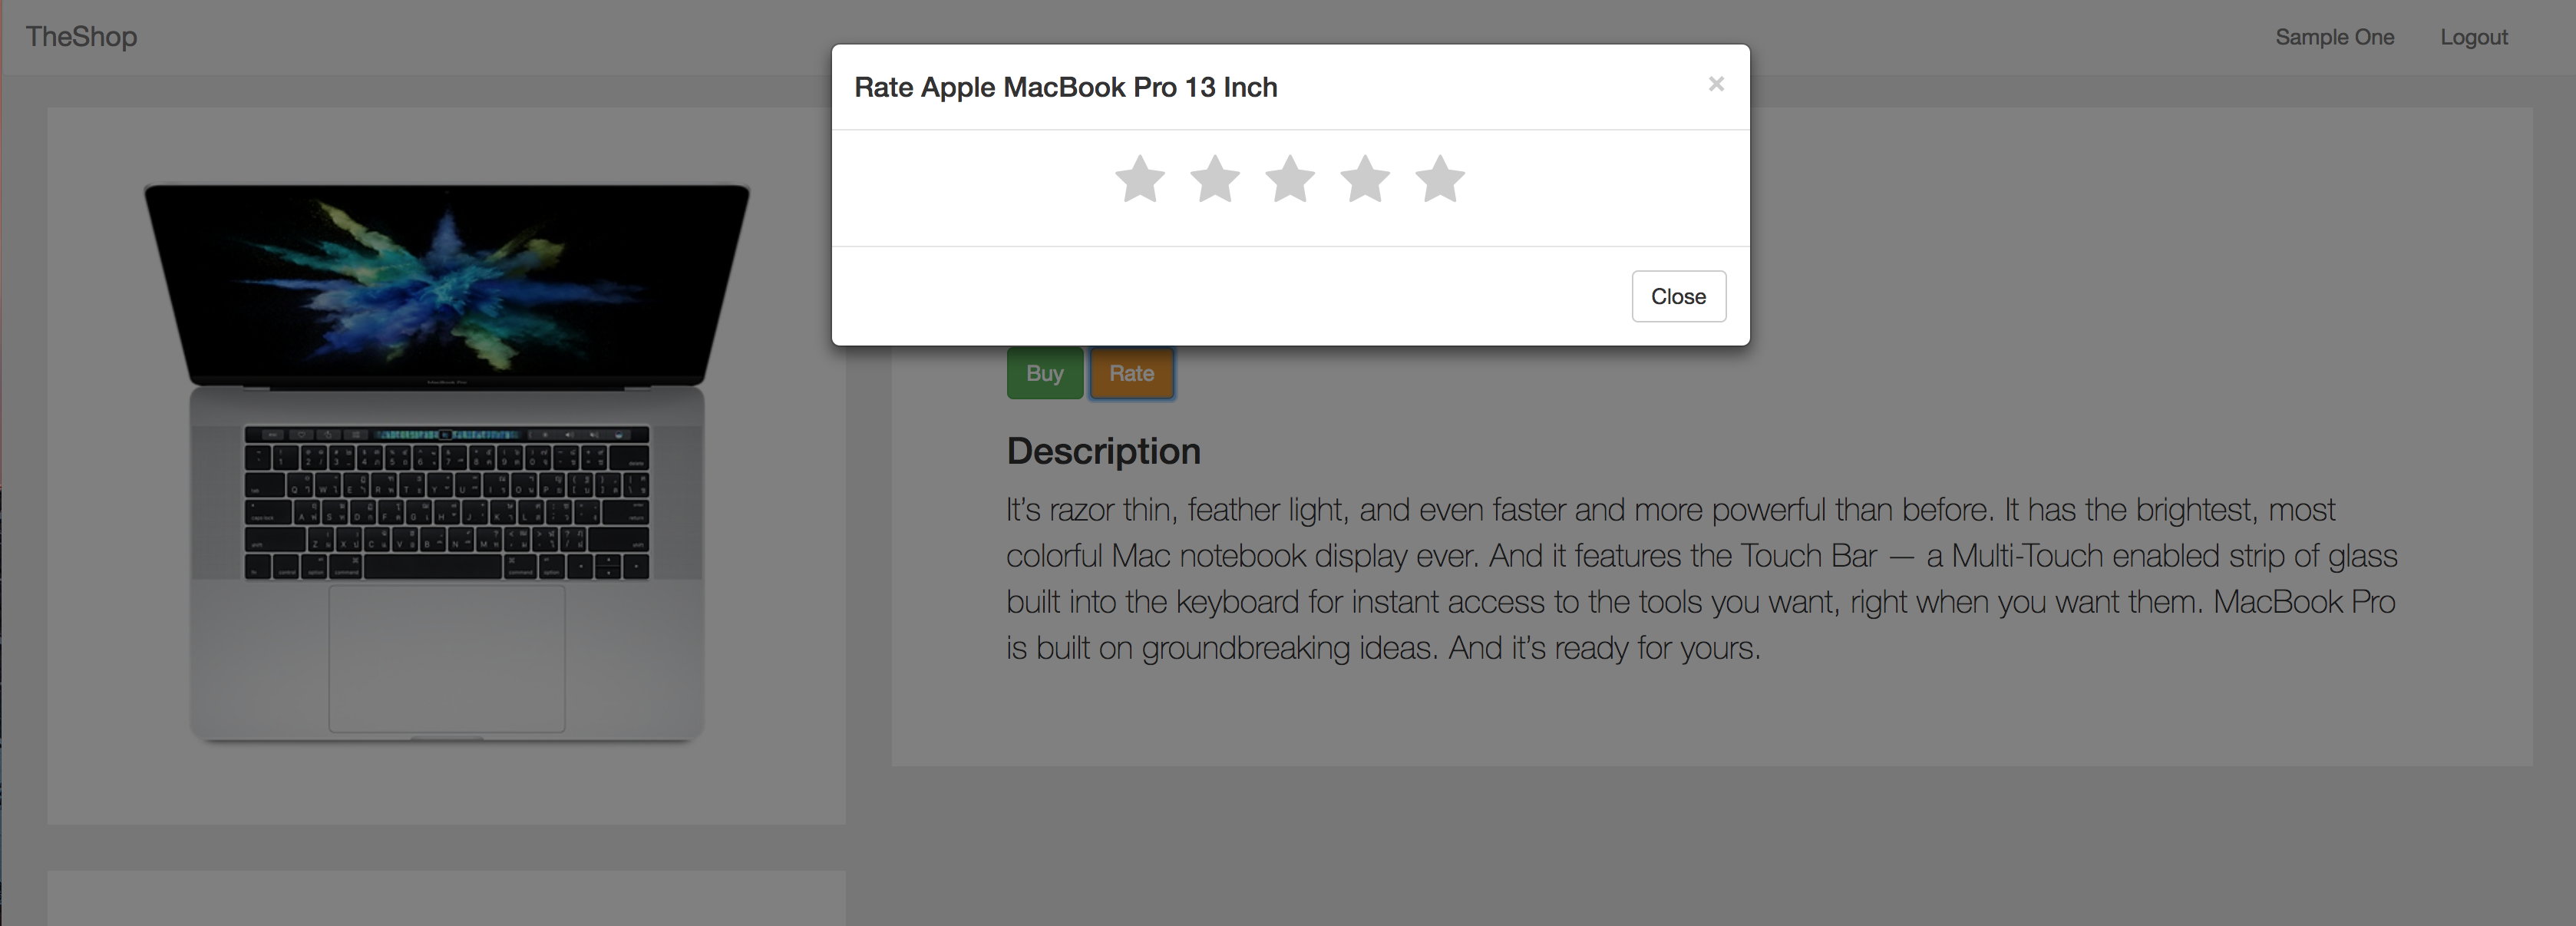 TheShop
Sample One
Logout
Rate Apple MacBook Pro 13 Inch
×
Close
Buy
Rate
Description
It’s razor thin, feather light, and even faster and more powerful than before. It has the brightest, most
colorful Mac notebook display ever. And it features the Touch Bar — a Multi-Touch enabled strip of glass
built into the keyboard for instant access to the tools you want, right when you want them. MacBook Pro
is built on groundbreaking ideas. And it’s ready for yours.
MacBook Pro